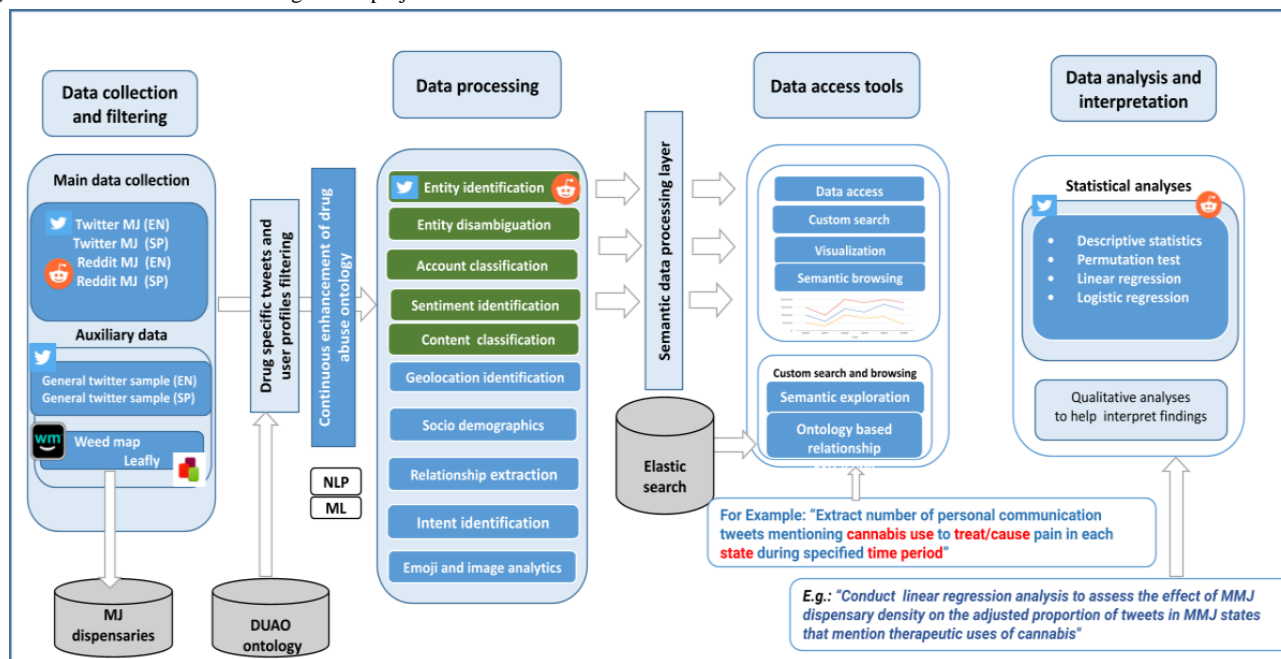 Data collection
and filtering
Main data collection
Twitter MJ (EN)
Twitter MJ (SP)
Reddit MJ (EN)
Reddit MJ (SP)
Auxiliary data
General twitter sample (EN)
General twitter sample (SP)
wm
Weed map
Leafly
MJ
dispensaries
Drug specific tweets and
user profiles filtering
DUAO
ontology
Continuous enhancement of drug
abuse ontology
NLP
ML
Data processing
Entity identification
Entity disambiguation
Account classification
Sentiment identification
Content classification
Geolocation identification
Socio demographics
Relationship extraction
Intent identification
Emoji and image analytics
Semantic data processing layer
Elastic
search
Data access tools
Data access
Custom search
Visualization
Semantic browsing
Custom search and browsing
Semantic exploration
Ontology based
relationship
For Example: "Extract number of personal communication
tweets mentioning cannabis use to treat/cause pain in each
state during specified time period"
Data analysis and
interpretation
Statistical analyses
• Descriptive statistics
• Permutation test
• Linear regression
• Logistic regression
Qualitative analyses
to help interpret findings
E.g.: "Conduct linear regression analysis to assess the effect of MMJ
dispensary density on the adjusted proportion of tweets in MMJ states
that mention therapeutic uses of cannabis"